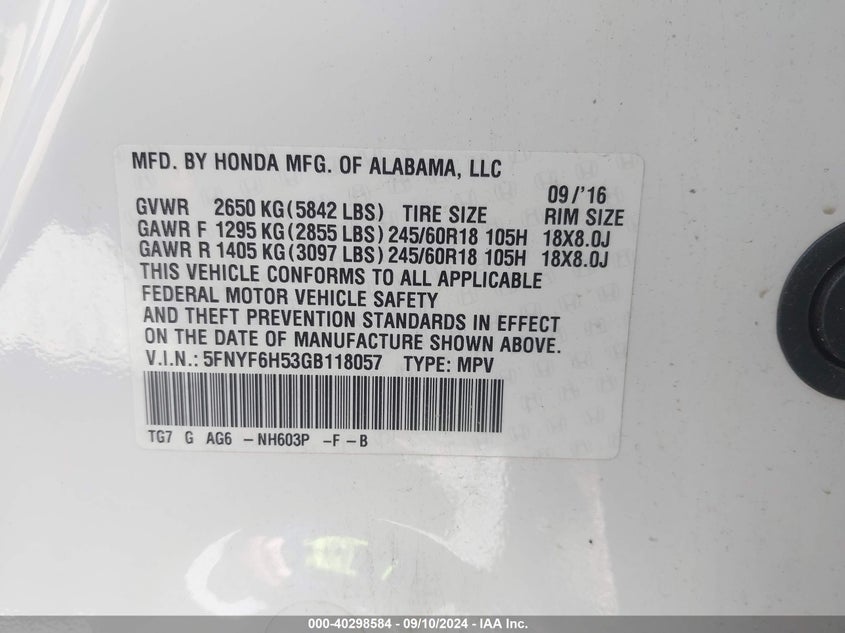 MFD. BY HONDA MFG. OF ALABAMA, LLC
09/'16
GVWR 2650 KG (5842 LBS) TIRE SIZE RIM SIZE
GAWR F 1295 KG (2855 LBS) 245/60R18 105H 18X8.0J
GAWR R 1405 KG (3097 LBS) 245/60R18 105H 18X8.0J
THIS VEHICLE CONFORMS TO ALL APPLICABLE
FEDERAL MOTOR VEHICLE SAFETY
AND THEFT PREVENTION STANDARDS IN EFFECT
ON THE DATE OF MANUFACTURE SHOWN ABOVE.
V.I.N.: 5FNYF6H53GB118057 TYPE: MPV
TG7 G AG6 -NH603P -F-B
000-40298584 - 09/10/2024 - IAA Inc.